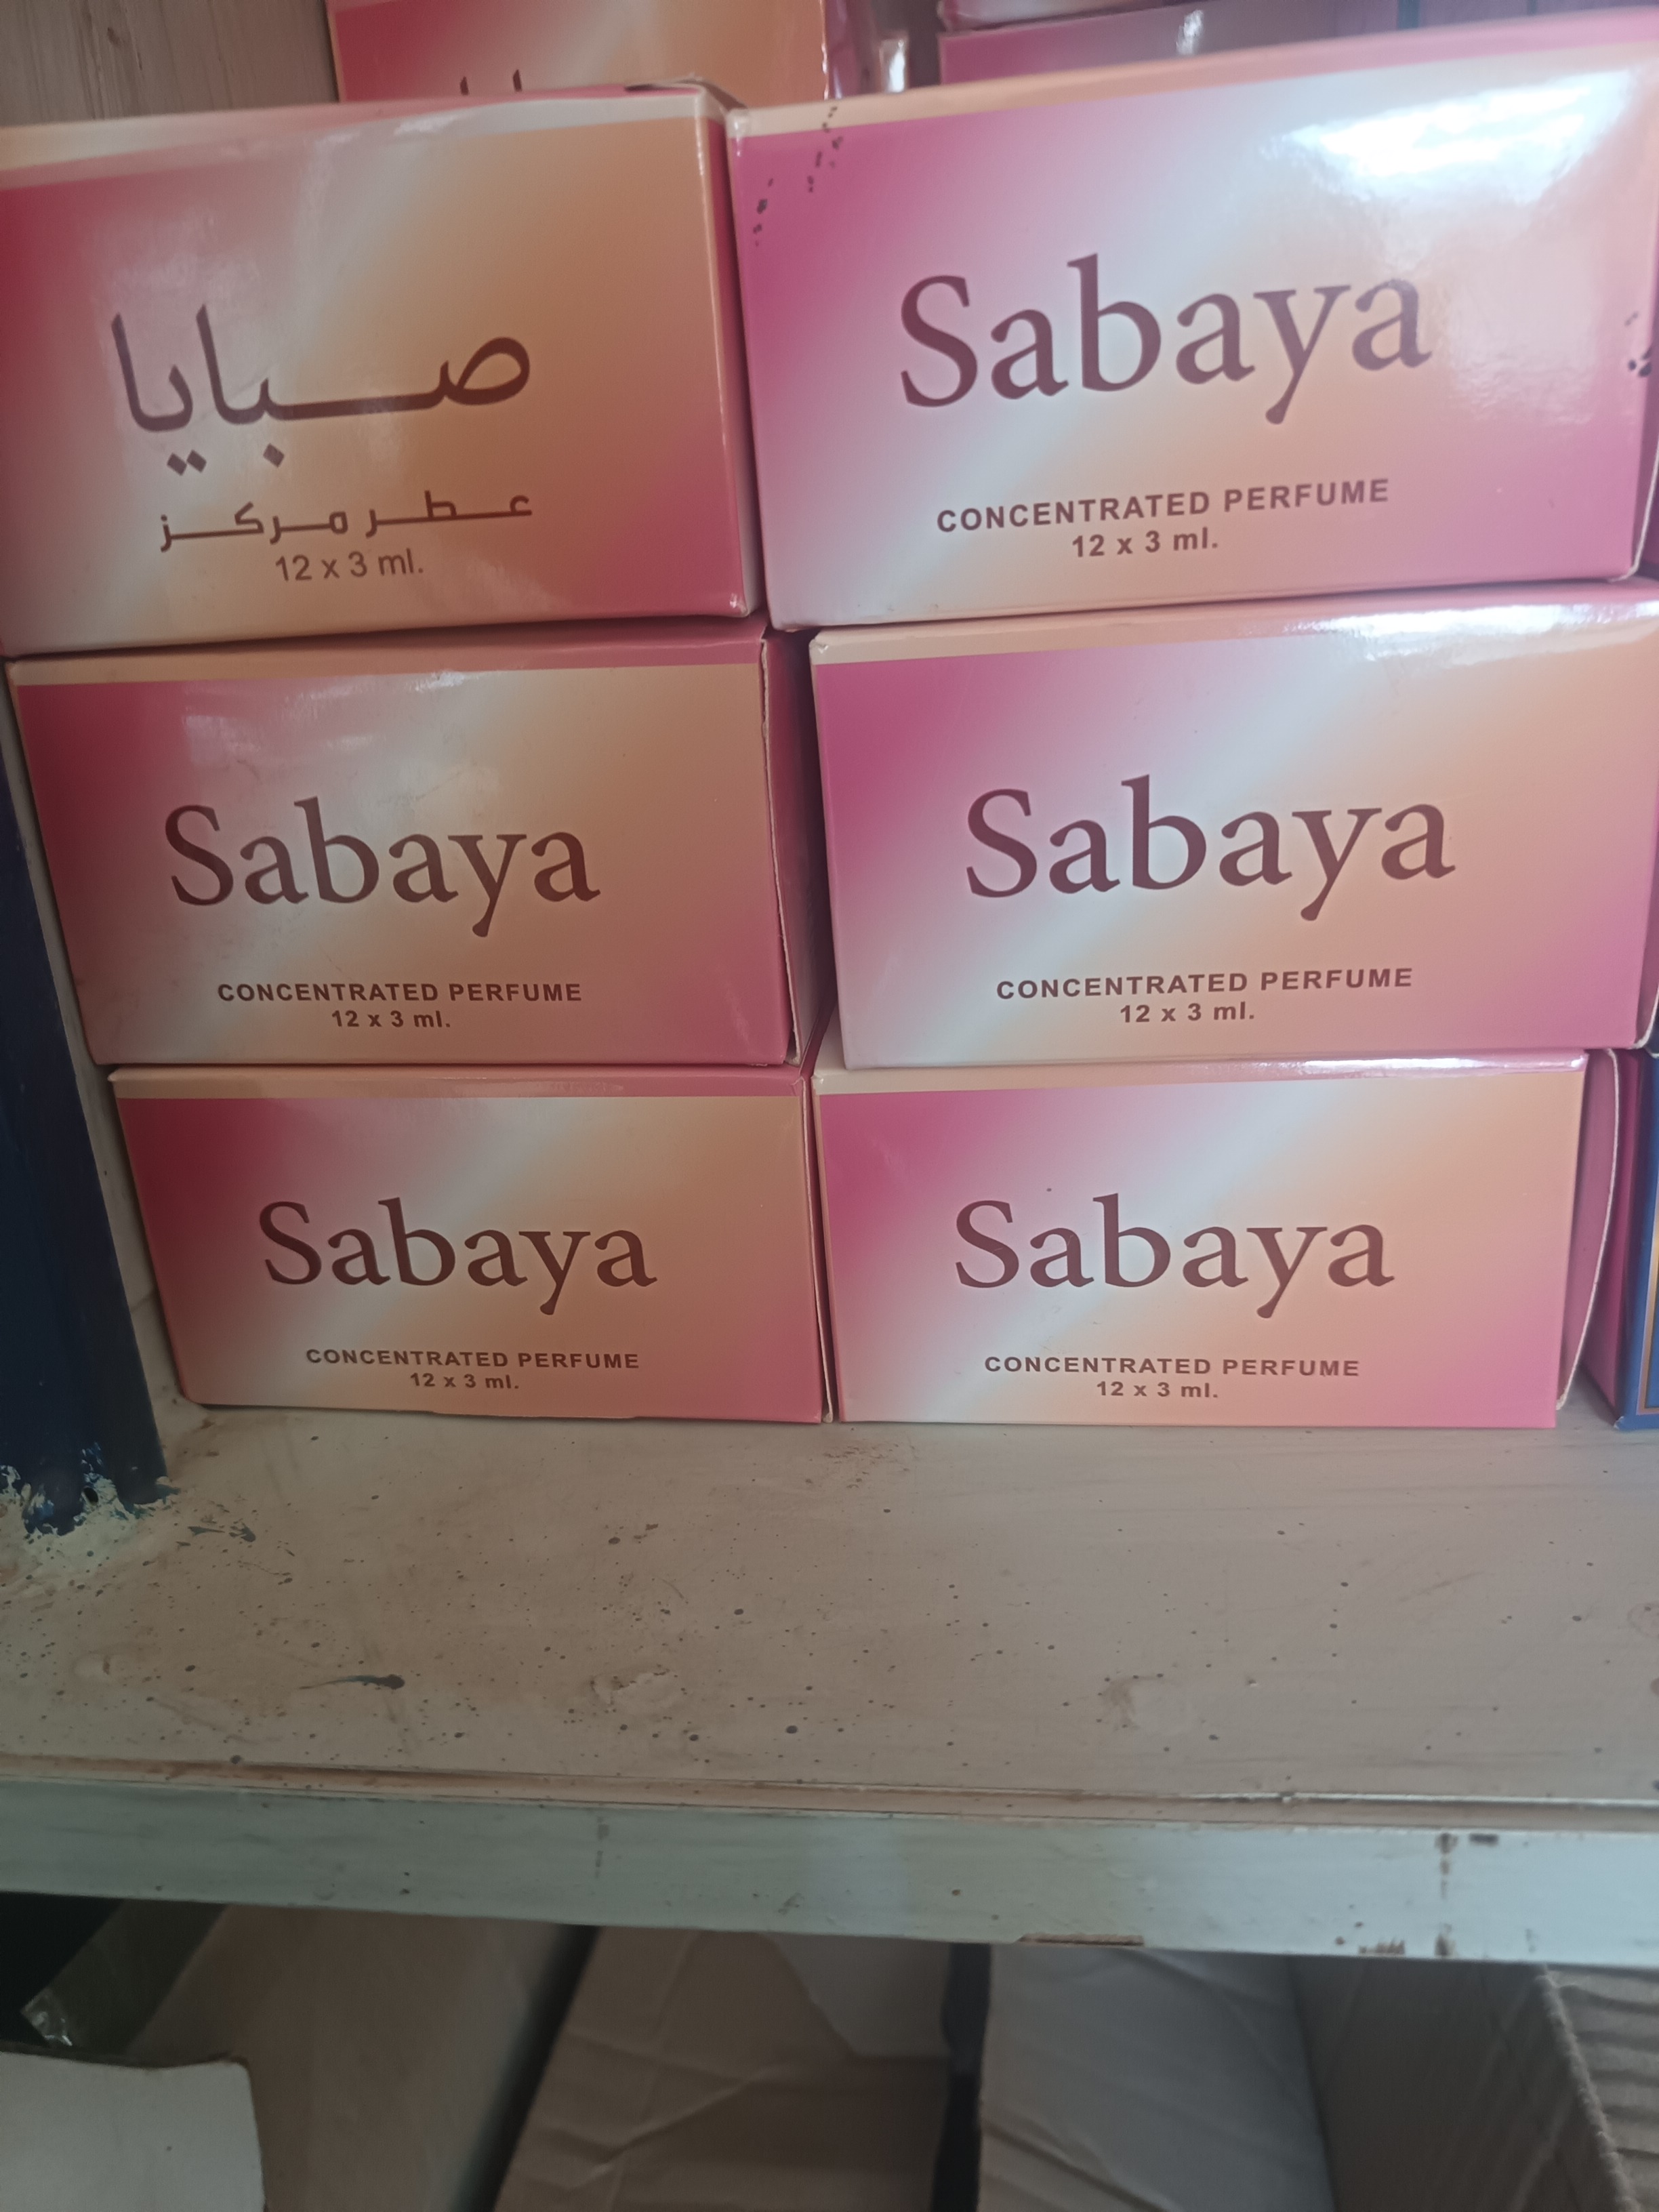 صبايا
عطر مركز
12 x 3 ml.
Sabaya
CONCENTRATED PERFUME
12 x 3 ml.
Sabaya
CONCENTRATED PERFUME
12 x 3 ml.
Sabaya
CONCENTRATED PERFUME
12 x 3 ml.
Sabaya
CONCENTRATED PERFUME
12 x 3 ml.
Sabaya
CONCENTRATED PERFUME
12 x 3 ml.